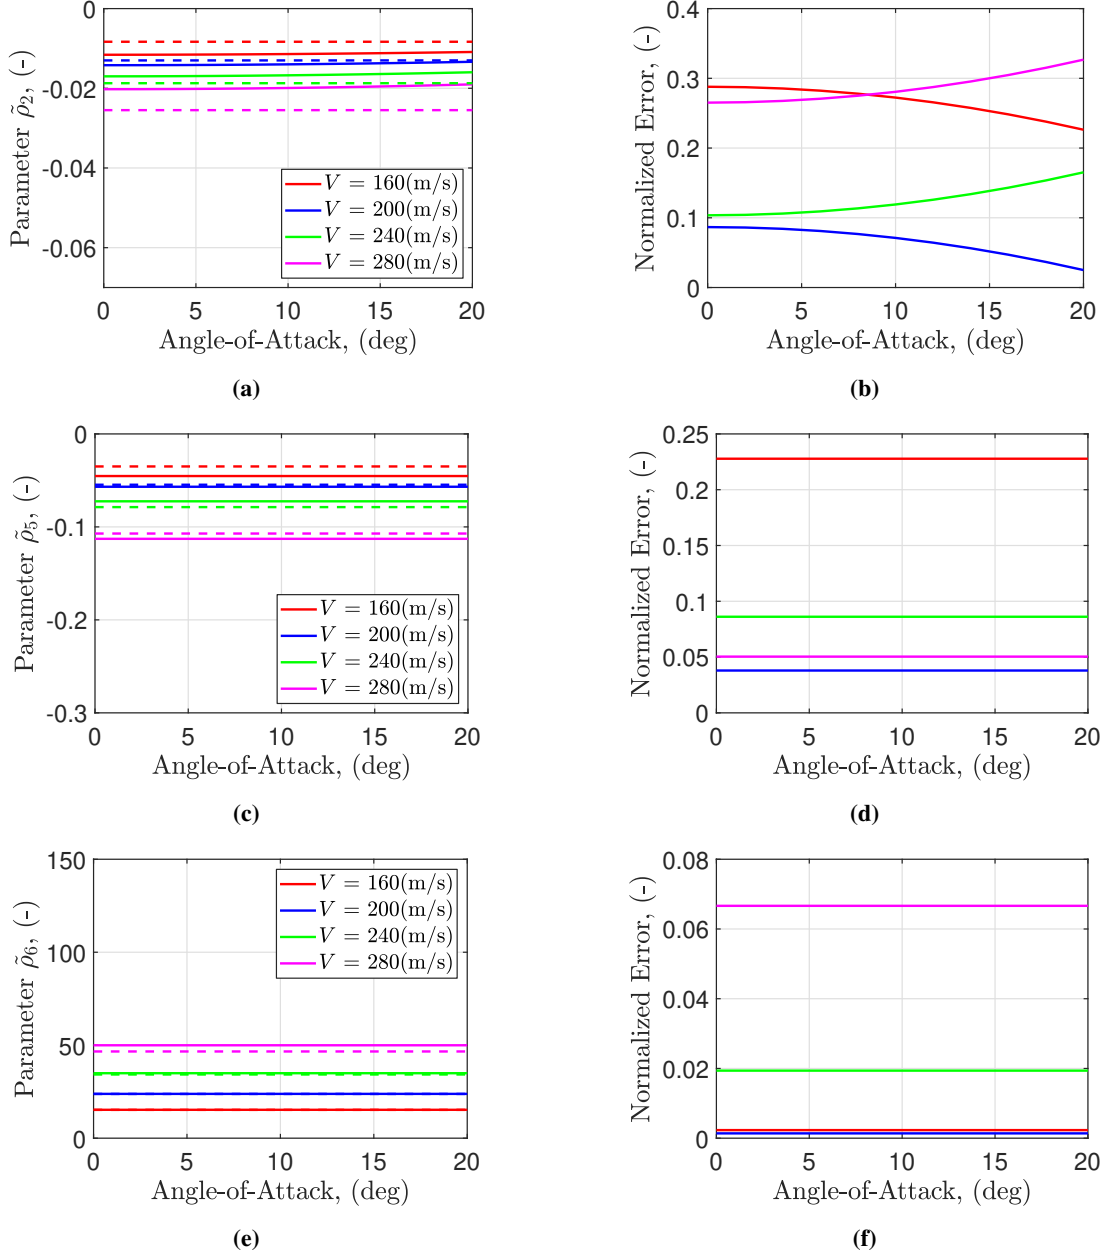 0
-0.02
-0.04
-0.06
Parameter ρ̃₂, (-)
V = 160(m/s)
V = 200(m/s)
V = 240(m/s)
V = 280(m/s)
0 5 10 15 20
Angle-of-Attack, (deg)
(a)
0.4
0.3
0.2
0.1
0
Normalized Error, (-)
0 5 10 15 20
Angle-of-Attack, (deg)
(b)
0
-0.1
-0.2
-0.3
Parameter ρ̃₅, (-)
V = 160(m/s)
V = 200(m/s)
V = 240(m/s)
V = 280(m/s)
0 5 10 15 20
Angle-of-Attack, (deg)
(c)
0.25
0.2
0.15
0.1
0.05
0
Normalized Error, (-)
0 5 10 15 20
Angle-of-Attack, (deg)
(d)
150
100
50
0
Parameter ρ̃₆, (-)
V = 160(m/s)
V = 200(m/s)
V = 240(m/s)
V = 280(m/s)
0 5 10 15 20
Angle-of-Attack, (deg)
(e)
0.08
0.06
0.04
0.02
0
Normalized Error, (-)
0 5 10 15 20
Angle-of-Attack, (deg)
(f)